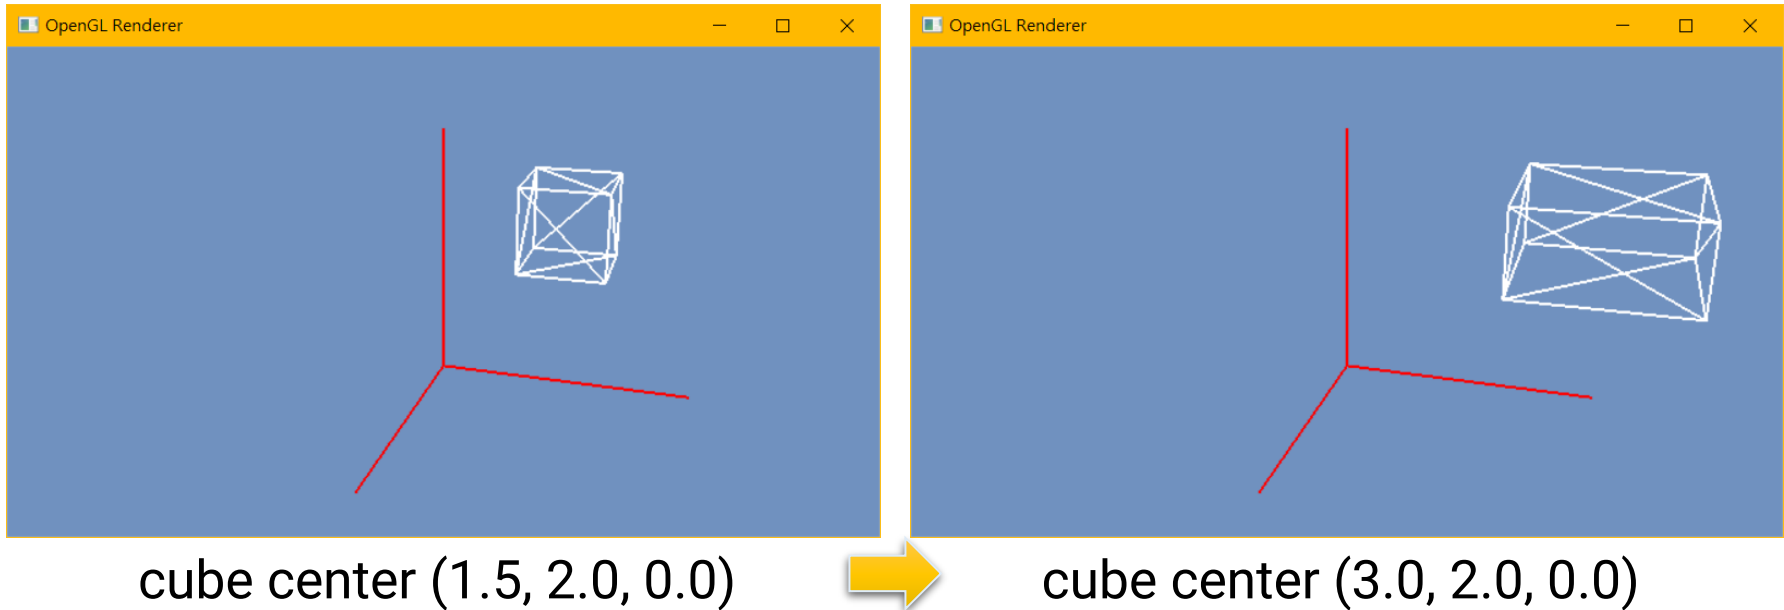 OpenGL Renderer
OpenGL Renderer
cube center (1.5, 2.0, 0.0)
cube center (3.0, 2.0, 0.0)